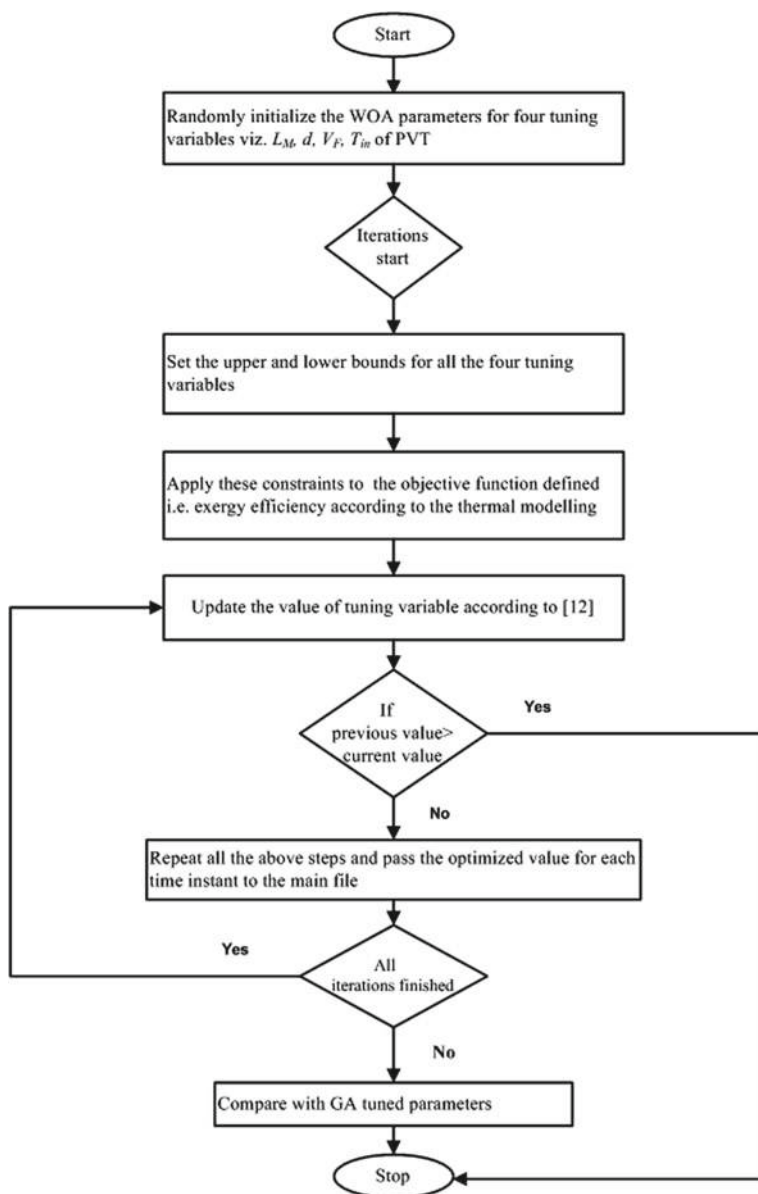 Start
Randomly initialize the WOA parameters for four tuning
variables viz. L_M, d, V_F, T_in of PVT
Iterations
start
Set the upper and lower bounds for all the four tuning
variables
Apply these constraints to the objective function defined
i.e. exergy efficiency according to the thermal modelling
Update the value of tuning variable according to [12]
If
previous value>
current value
Yes
No
Repeat all the above steps and pass the optimized value for each
time instant to the main file
Yes
All
iterations finished
No
Compare with GA tuned parameters
Stop